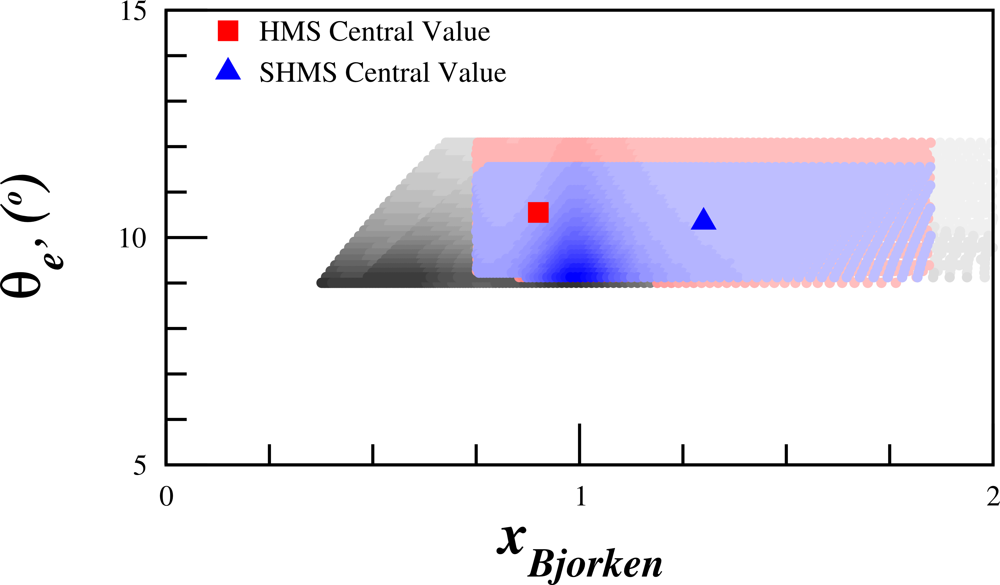 15
HMS Central Value
SHMS Central Value
θe, (o)
10
5
0
1
2
xBjorken